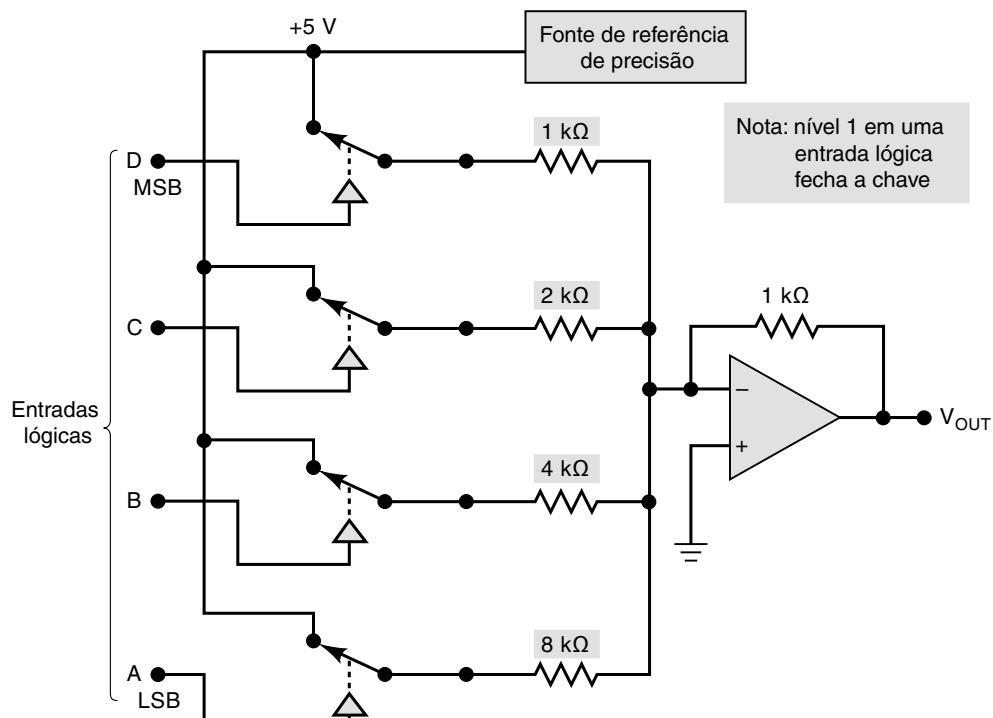 +5 V
Fonte de referência
de precisão
Nota: nível 1 em uma
entrada lógica
fecha a chave
1 kΩ
D
MSB
2 kΩ
1 kΩ
C
Entradas
lógicas
−
+
V_OUT
4 kΩ
B
8 kΩ
A
LSB